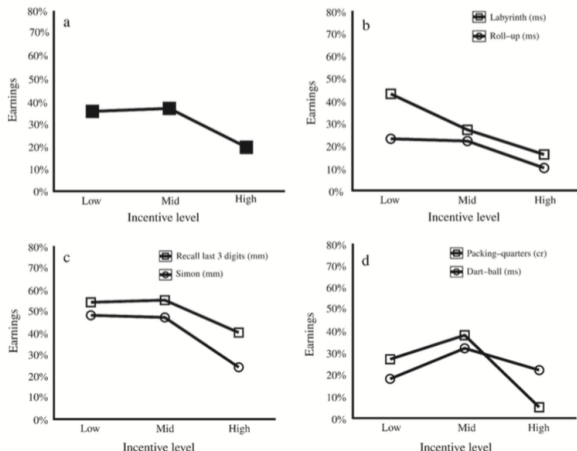 a
80%
70%
60%
50%
40%
30%
20%
10%
0%
Earnings
Low Mid High
Incentive level
b
Labyrinth (ms)
Roll-up (ms)
80%
70%
60%
50%
40%
30%
20%
10%
0%
Earnings
Low Mid High
Incentive level
c
Recall last 3 digits (mm)
Simon (mm)
80%
70%
60%
50%
40%
30%
20%
10%
0%
Earnings
Low Mid High
Incentive level
d
Packing-quarters (cr)
Dart-ball (ms)
80%
70%
60%
50%
40%
30%
20%
10%
0%
Earnings
Low Mid High
Incentive level